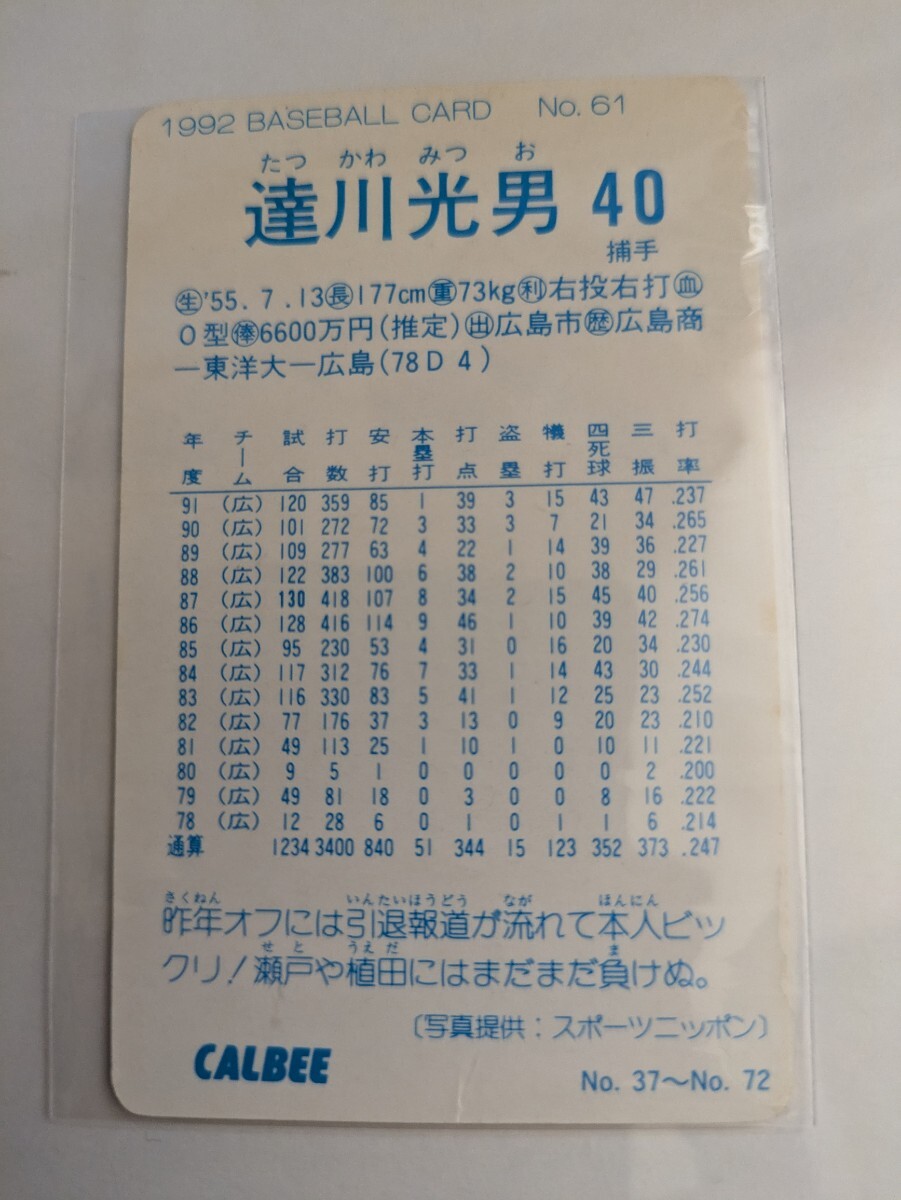 1992 BASEBALL CARD No. 61
たつ かわ みつ お
達川光男 40
捕手
㊤'55.7.13㊤177cm㊤73kg㊤右投右打㊤
O型㊤6600万円(推定)㊤広島市㊤広島商
―東洋大―広島(78D4)
年度 チーム 試合 打数 安打 本塁打 打点 盗塁 犠打 四死球 三振 打率
91 (広) 120 359 85 1 39 3 15 43 47 .237
90 (広) 101 272 72 3 33 3 7 21 34 .265
89 (広) 109 277 63 4 22 1 14 39 36 .227
88 (広) 122 383 100 6 38 2 10 38 29 .261
87 (広) 130 418 107 8 34 2 15 45 40 .256
86 (広) 128 416 114 9 46 1 10 39 42 .274
85 (広) 95 230 53 4 31 0 16 20 34 .230
84 (広) 117 312 76 7 33 1 14 43 30 .244
83 (広) 116 330 83 5 41 1 12 25 23 .252
82 (広) 77 176 37 3 13 0 9 20 23 .210
81 (広) 49 113 25 1 10 1 0 10 11 .221
80 (広) 9 5 1 0 0 0 0 0 2 .200
79 (広) 49 81 18 0 3 0 0 8 16 .222
78 (広) 12 28 6 0 1 0 1 1 6 .214
通算 1234 3400 840 51 344 15 123 352 373 .247
さくねん いんたいほうどう なが ほんにん
昨年オフには引退報道が流れて本人ビッ
せと うえだ ま
クリ!瀬戸や植田にはまだまだ負けぬ。
〔写真提供：スポーツニッポン〕
CALBEE
No. 37～No. 72